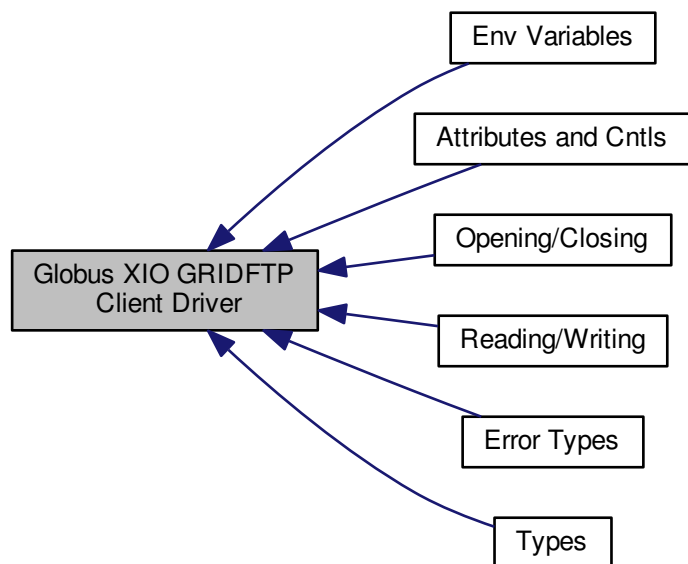 Env Variables
Attributes and Cntls
Opening/Closing
Globus XIO GRIDFTP
Client Driver
Reading/Writing
Error Types
Types